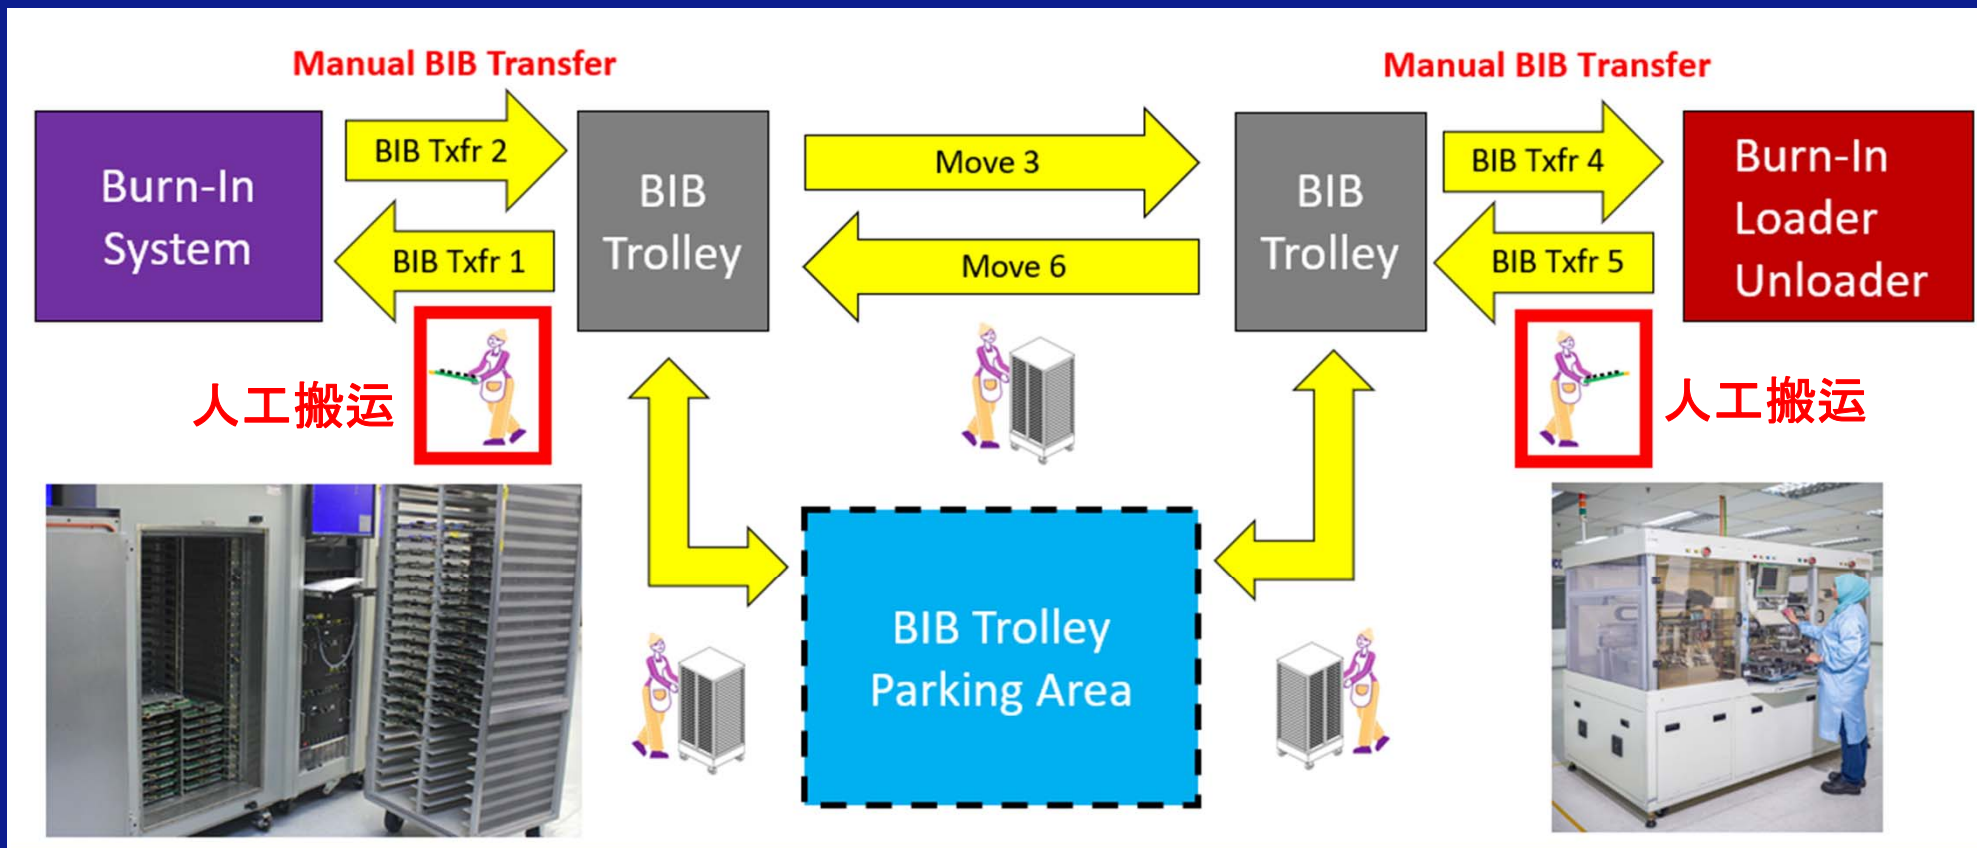 Manual BIB Transfer
Manual BIB Transfer
Burn-In
System
BIB Txfr 2
BIB Txfr 1
BIB
Trolley
Move 3
Move 6
BIB
Trolley
BIB Txfr 4
BIB Txfr 5
Burn-In
Loader
Unloader
人工搬运
人工搬运
BIB Trolley
Parking Area